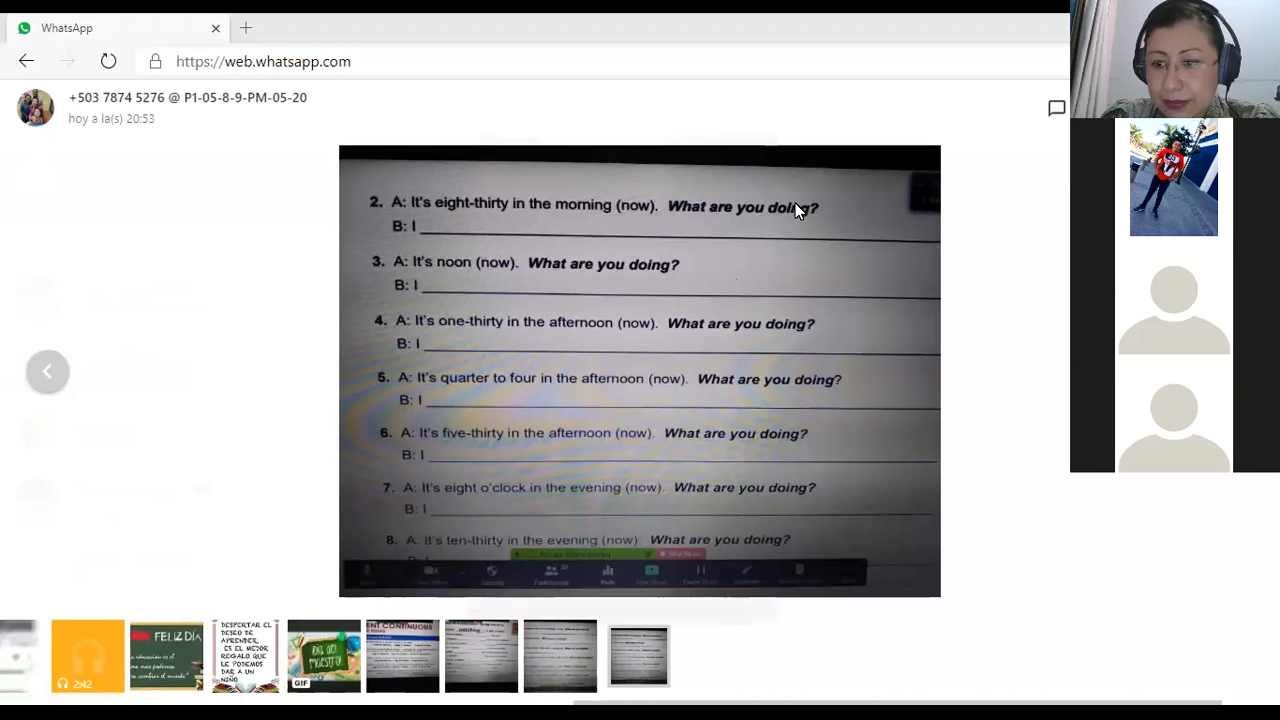 WhatsApp
https://web.whatsapp.com
+503 7874 5276 @ P1-05-8-9-PM-05-20
hoy a la(s) 20:53
2. A: It's eight-thirty in the morning (now). What are you doing?
B: I
3. A: It's noon (now). What are you doing?
B: I
4. A: It's one-thirty in the afternoon (now). What are you doing?
B: I
5. A: It's quarter to four in the afternoon (now). What are you doing?
B: I
6. A: It's five-thirty in the afternoon (now). What are you doing?
B: I
7. A: It's eight o'clock in the evening (now). What are you doing?
B: I
8. A: It's ten-thirty in the evening (now). What are you doing?
2:42
FELIZ DÍA
DESPERTAR EL
DESEO DE
APRENDER,
ES EL MEJOR
REGALO QUE
LE PODEMOS
DAR A UN
NIÑO
GIF
ENT CONTINUOUS